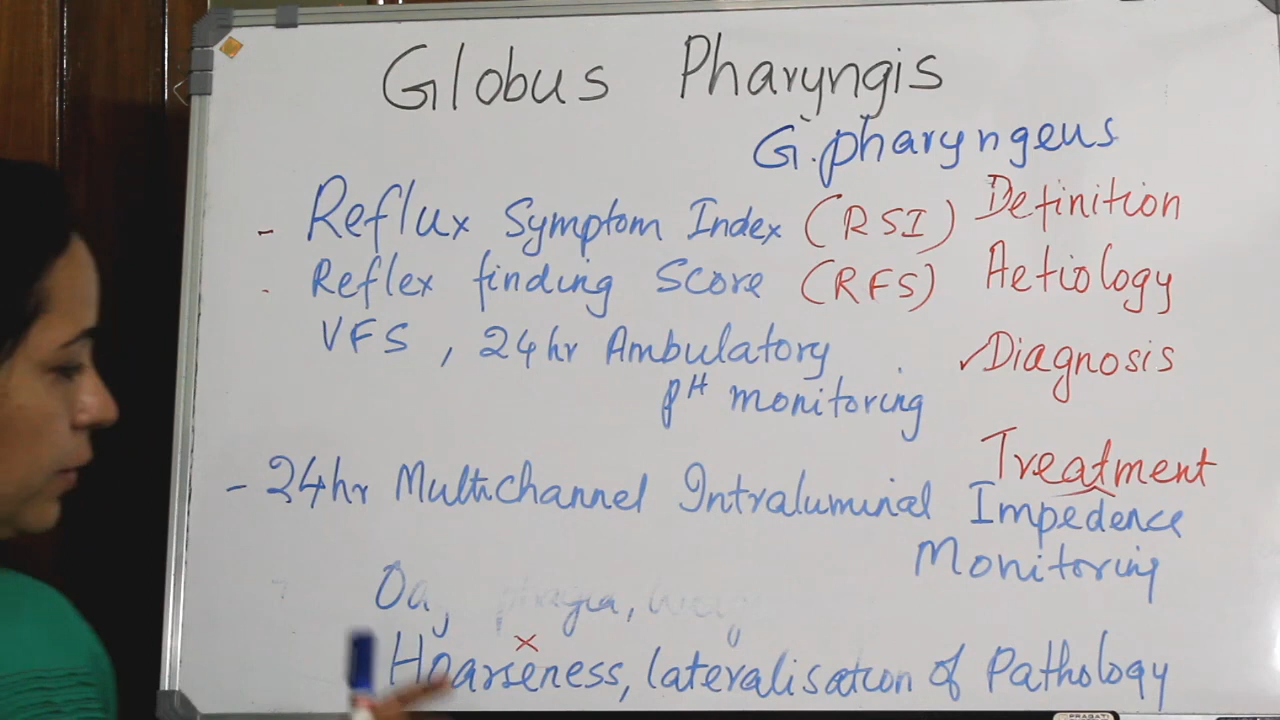 Globus Pharyngis
G. pharyngeus
- Reflux Symptom Index (RSI)
Definition
- Reflex finding Score (RFS)
Aetiology
VFS, 24hr Ambulatory
pH monitoring
✓Diagnosis
Treatment
- 24hr Multichannel Intraluminal Impedence
Monitoring
x
Hoarseness, lateralisation of Pathology
PRAGATI